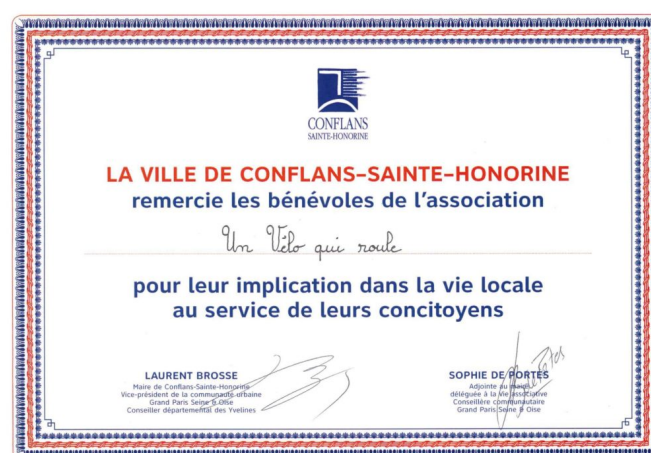 CONFLANS
SAINTE-HONORINE
LA VILLE DE CONFLANS-SAINTE-HONORINE
remercie les bénévoles de l'association
Un Vélo qui roule
pour leur implication dans la vie locale
au service de leurs concitoyens
LAURENT BROSSE
Maire de Conflans-Sainte-Honorine
Vice-président de la communauté urbaine
Grand Paris Seine & Oise
Conseiller départemental des Yvelines
SOPHIE DE PORTES
Adjointe au maire
déléguée à la Vie associative
Conseillère communautaire
Grand Paris Seine & Oise